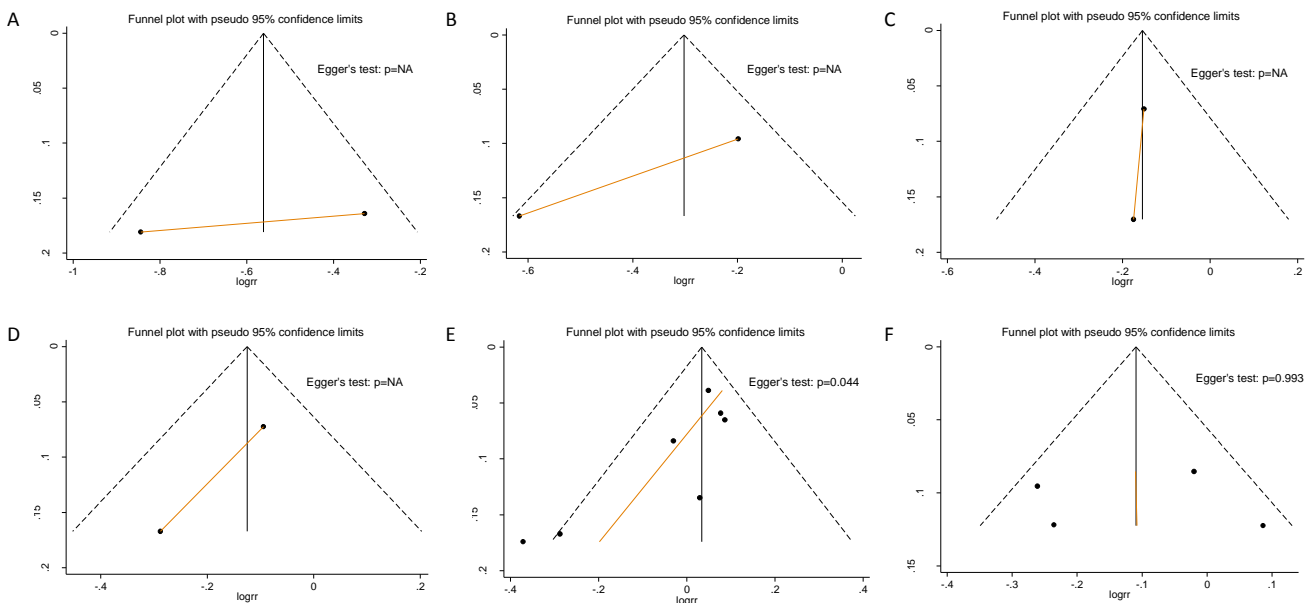 A
Funnel plot with pseudo 95% confidence limits
0
Egger's test: p=NA
.05
.1
.15
.2
-1
-.8
-.6
-.4
-.2
logrr
B
Funnel plot with pseudo 95% confidence limits
0
Egger's test: p=NA
.05
.1
.15
.2
-.6
-.4
-.2
0
logrr
C
Funnel plot with pseudo 95% confidence limits
0
Egger's test: p=NA
.05
.1
.15
.2
-.6
-.4
-.2
0
.2
logrr
D
Funnel plot with pseudo 95% confidence limits
0
Egger's test: p=NA
.05
.1
.15
.2
-.4
-.2
0
.2
logrr
E
Funnel plot with pseudo 95% confidence limits
0
Egger's test: p=0.044
.05
.1
.15
.2
-.4
-.2
0
.2
.4
logrr
F
Funnel plot with pseudo 95% confidence limits
0
Egger's test: p=0.993
.05
.1
.15
-.4
-.3
-.2
-.1
-0
.1
logrr